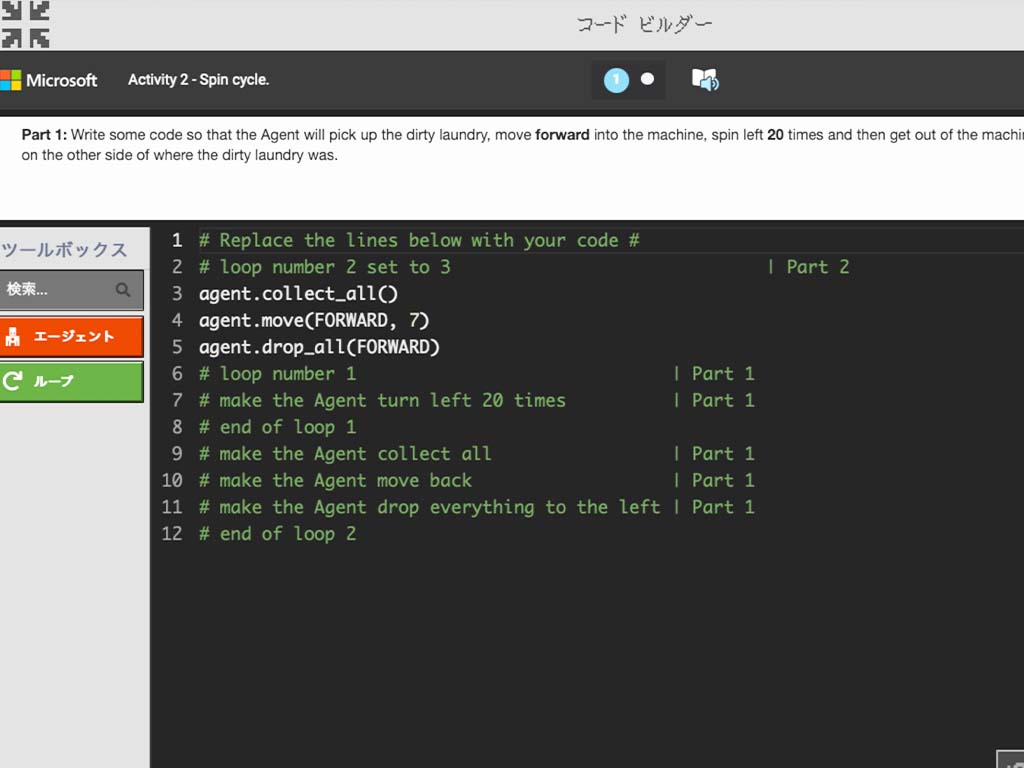 コード ビルダー
Microsoft Activity 2 - Spin cycle. 1
Part 1: Write some code so that the Agent will pick up the dirty laundry, move forward into the machine, spin left 20 times and then get out of the
on the other side of where the dirty laundry was.
ツールボックス
検索...
エージェント
ループ
1 # Replace the lines below with your code #
2 # loop number 2 set to 3 | Part 2
3 agent.collect_all()
4 agent.move(FORWARD, 7)
5 agent.drop_all(FORWARD)
6 # loop number 1 | Part 1
7 # make the Agent turn left 20 times | Part 1
8 # end of loop 1
9 # make the Agent collect all | Part 1
10 # make the Agent move back | Part 1
11 # make the Agent drop everything to the left | Part 1
12 # end of loop 2